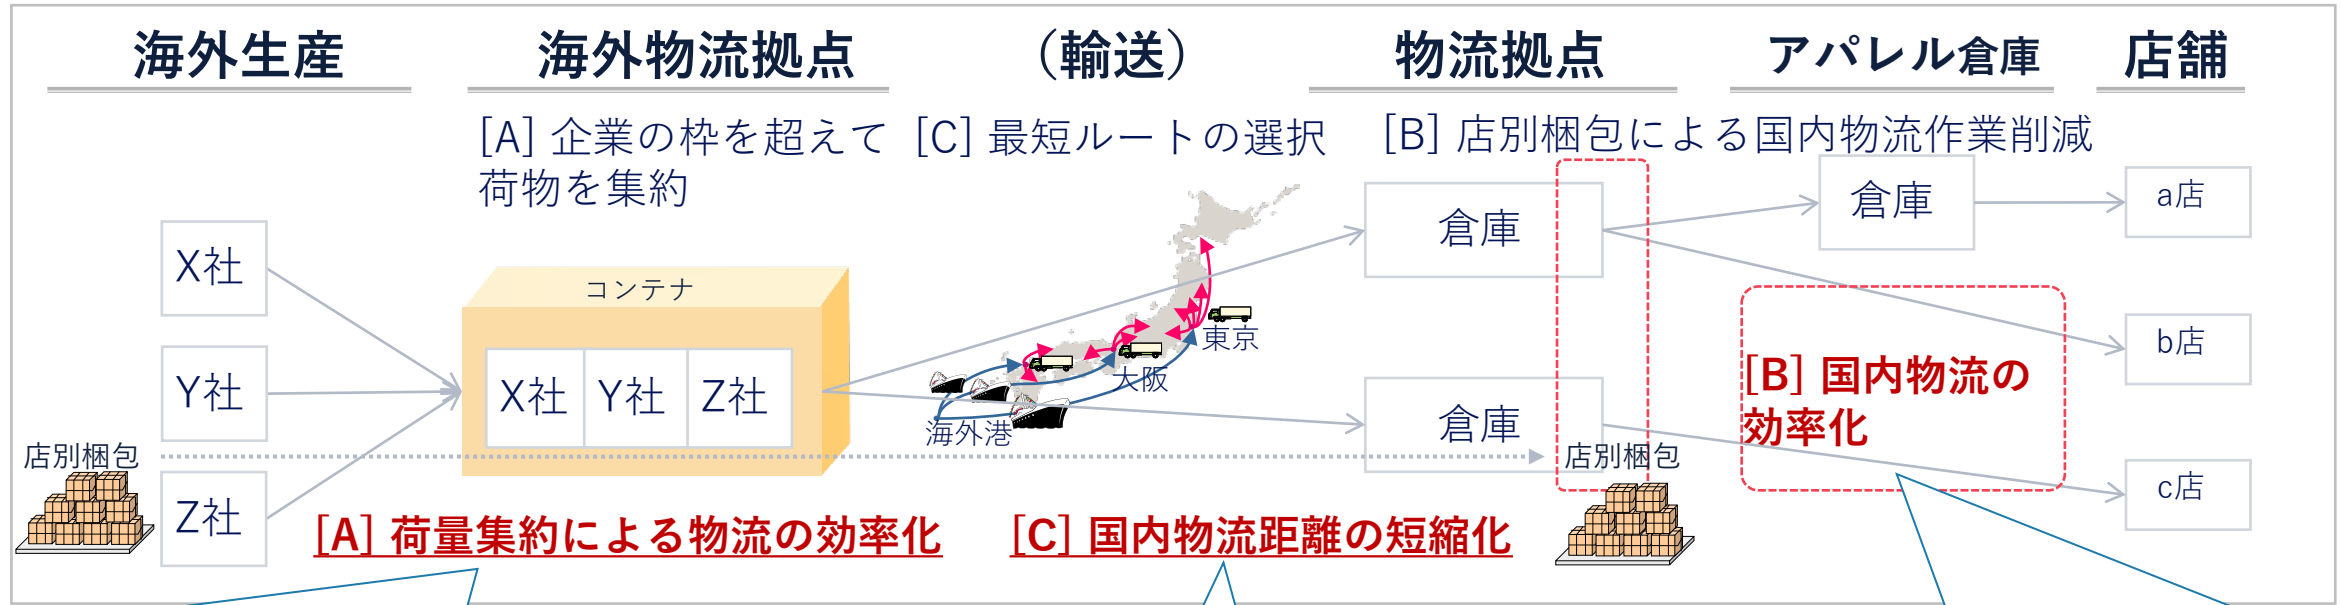 海外生産
海外物流拠点
（輸送）
物流拠点
アパレル倉庫
店舗
[A] 企業の枠を超えて
荷物を集約
[C] 最短ルートの選択
[B] 店別梱包による国内物流作業削減
X社
Y社
Z社
店別梱包
コンテナ
X社
Y社
Z社
東京
大阪
海外港
倉庫
倉庫
店別梱包
倉庫
a店
b店
c店
[B] 国内物流の
効率化
[A] 荷量集約による物流の効率化
[C] 国内物流距離の短縮化